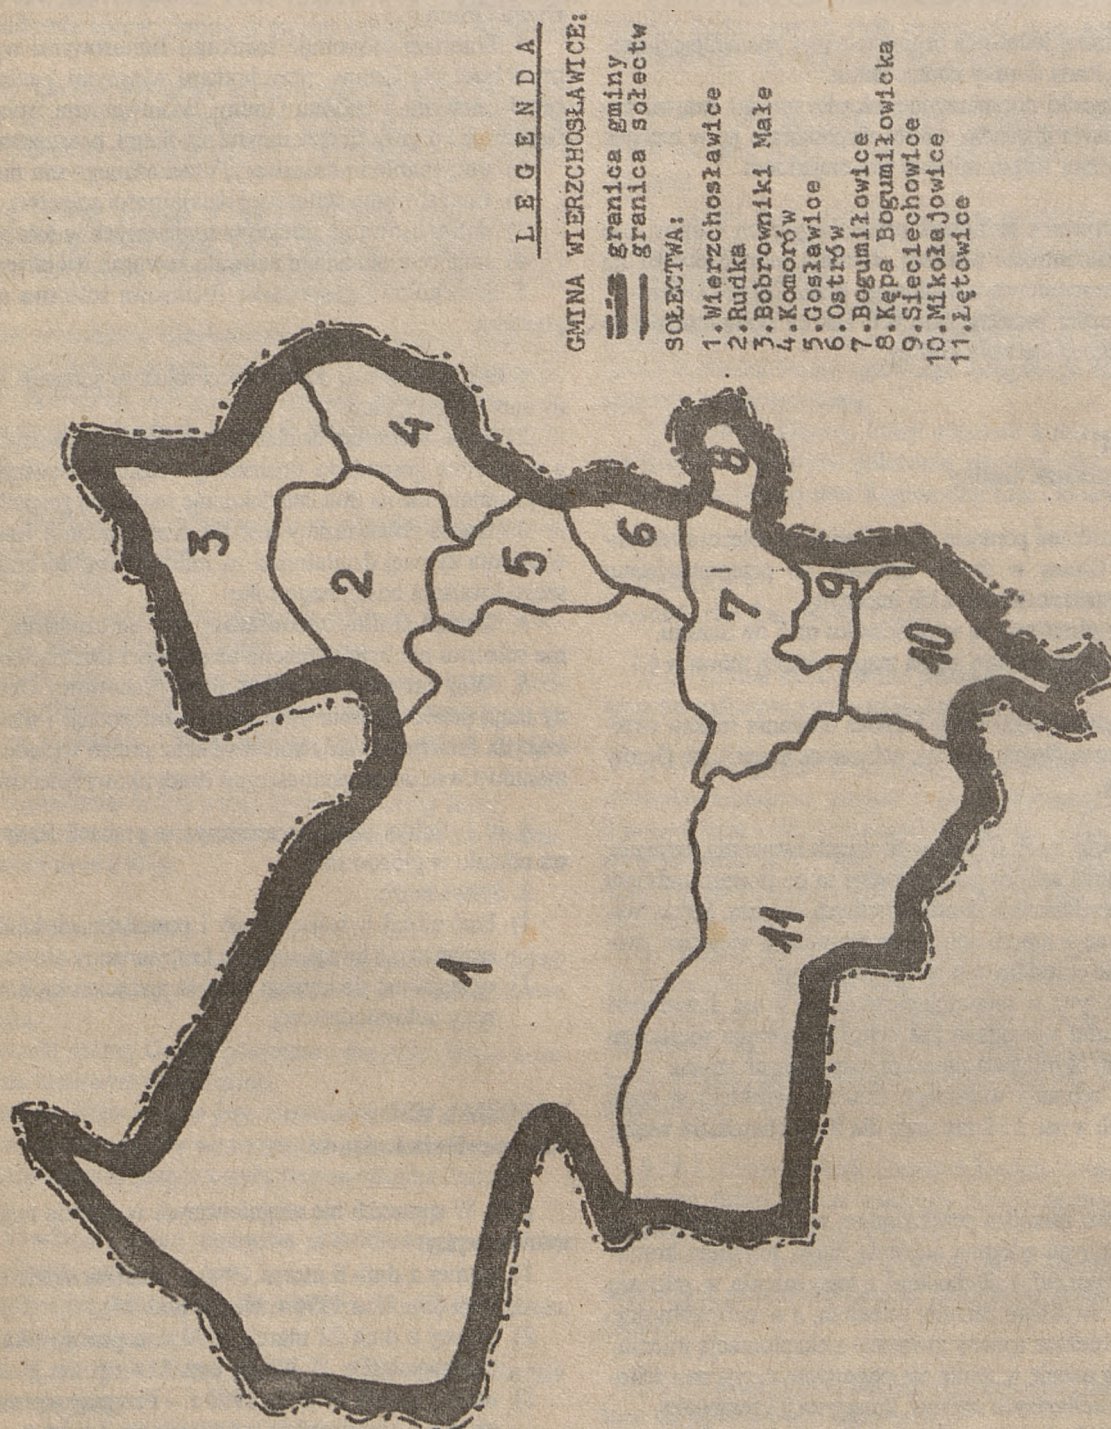 L E G E N D A
GMINA WIERZCHOSŁAWICE:
granica gminy
granica sołectw
SOŁECTWA:
1.Wierzchosławice
2.Rudka
3.Bobrowniki Małe
4.Komorów
5.Gosławice
6.Ostrów
7.Bogumiłowice
8.Kępa Bogumiłowicka
9.Sieciechowice
10.Mikołajowice
11.Łętowice
1
2
3
4
5
6
7
8
9
10
11